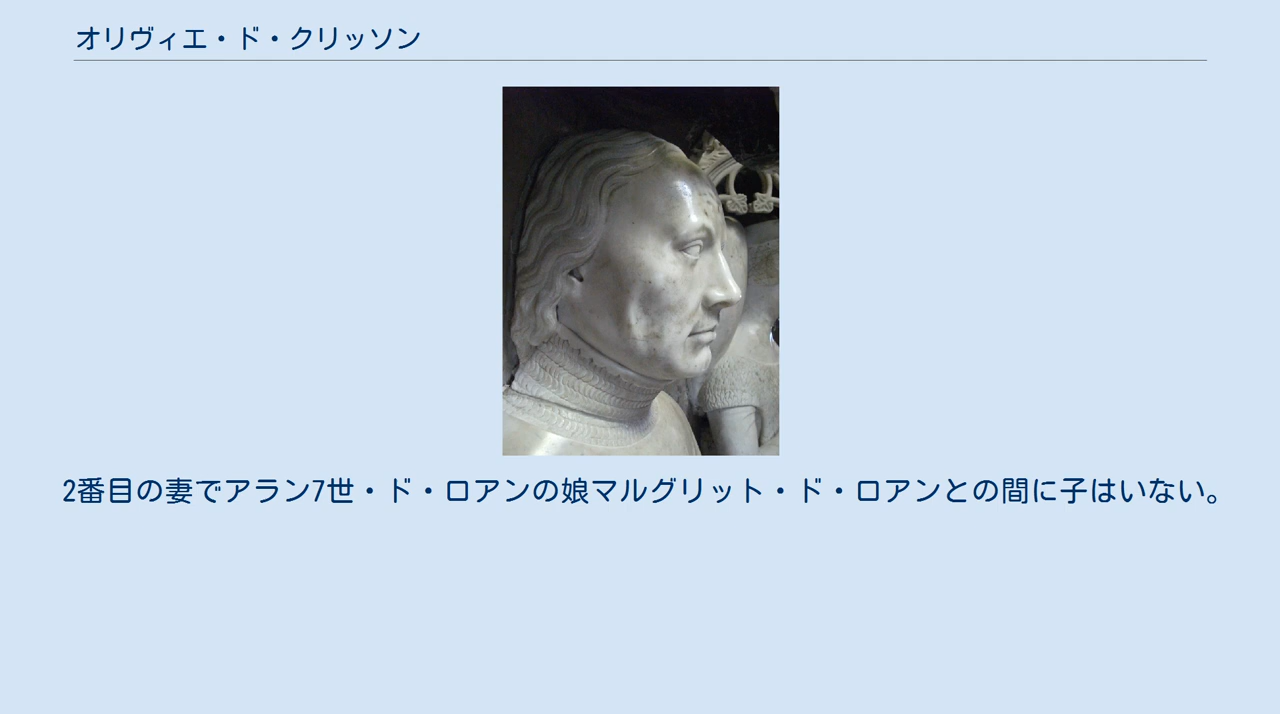 オリヴィエ・ド・クリッソン
2番目の妻でアラン7世・ド・ロアンの娘マルグリット・ド・ロアンとの間に子はいない。